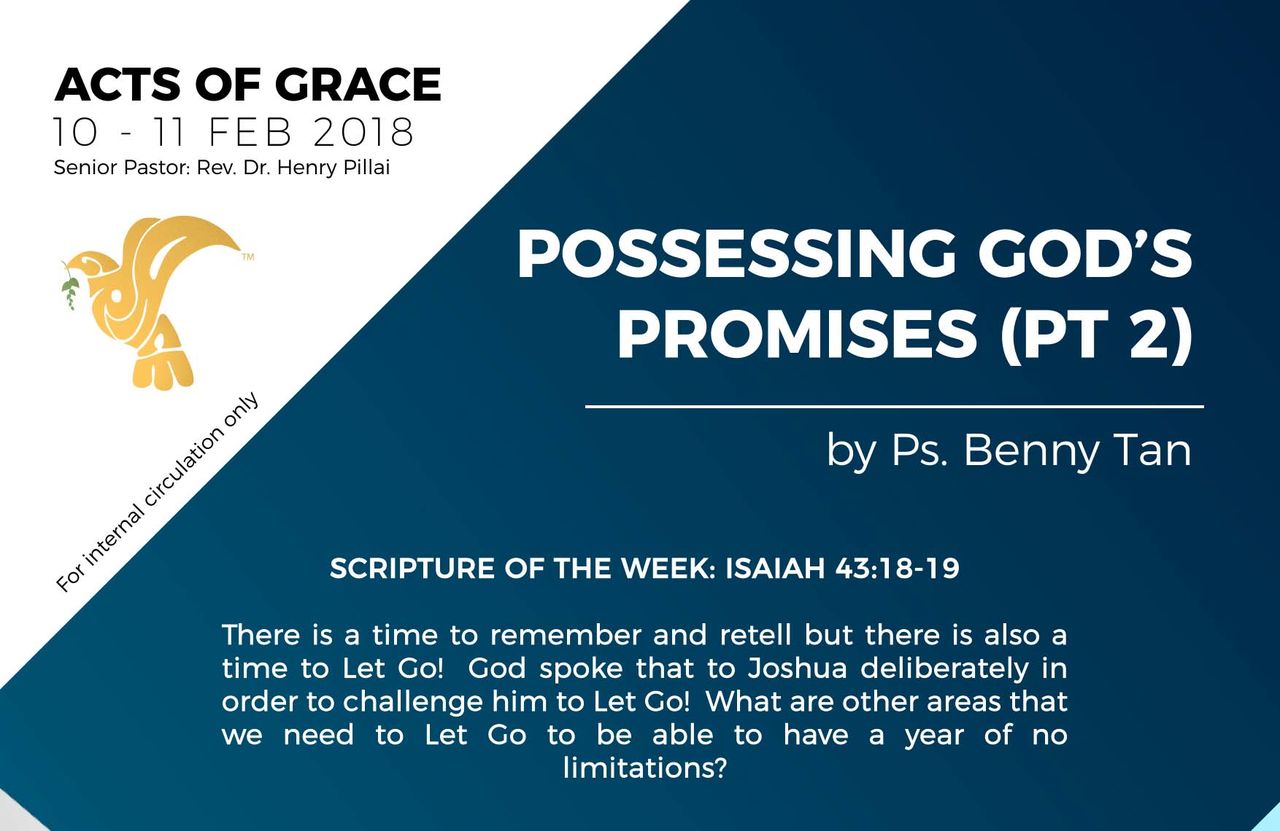 ACTS OF GRACE
10 - 11 FEB 2018
Senior Pastor: Rev. Dr. Henry Pillai
TM
For internal circulation only
POSSESSING GOD'S
PROMISES (PT 2)
by Ps. Benny Tan
SCRIPTURE OF THE WEEK: ISAIAH 43:18-19
There is a time to remember and retell but there is also a
time to Let Go! God spoke that to Joshua deliberately in
order to challenge him to Let Go! What are other areas that
we need to Let Go to be able to have a year of no
limitations?